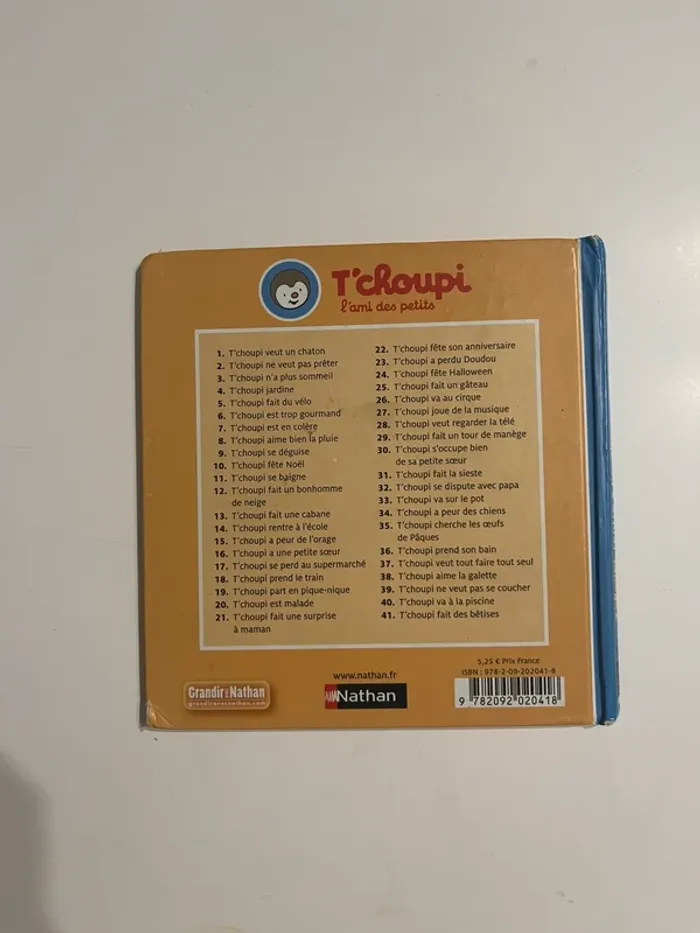 T'choupi
l'ami des petits
1. T'choupi veut un chaton
2. T'choupi ne veut pas prêter
3. T'choupi n'a plus sommeil
4. T'choupi jardine
5. T'choupi fait du vélo
6. T'choupi est trop gourmand
7. T'choupi est en colère
8. T'choupi aime bien la pluie
9. T'choupi se déguise
10. T'choupi fête Noël
11. T'choupi se baigne
12. T'choupi fait un bonhomme
de neige
13. T'choupi fait une cabane
14. T'choupi rentre à l'école
15. T'choupi a peur de l'orage
16. T'choupi a une petite sœur
17. T'choupi se perd au supermarché
18. T'choupi prend le train
19. T'choupi part en pique-nique
20. T'choupi est malade
21. T'choupi fait une surprise
à maman
22. T'choupi fête son anniversaire
23. T'choupi a perdu Doudou
24. T'choupi fête Halloween
25. T'choupi fait un gâteau
26. T'choupi va au cirque
27. T'choupi joue de la musique
28. T'choupi veut regarder la télé
29. T'choupi fait un tour de manège
30. T'choupi s'occupe bien
de sa petite sœur
31. T'choupi fait la sieste
32. T'choupi se dispute avec papa
33. T'choupi va sur le pot
34. T'choupi a peur des chiens
35. T'choupi cherche les œufs
de Pâques
36. T'choupi prend son bain
37. T'choupi veut tout faire tout seul
38. T'choupi aime la galette
39. T'choupi ne veut pas se coucher
40. T'choupi va à la piscine
41. T'choupi fait des bêtises
5,25 € Prix France
ISBN : 978-2-09-202041-8
9 782092 020418
www.nathan.fr
Nathan
Grandir avec Nathan
grandiravecnathan.com